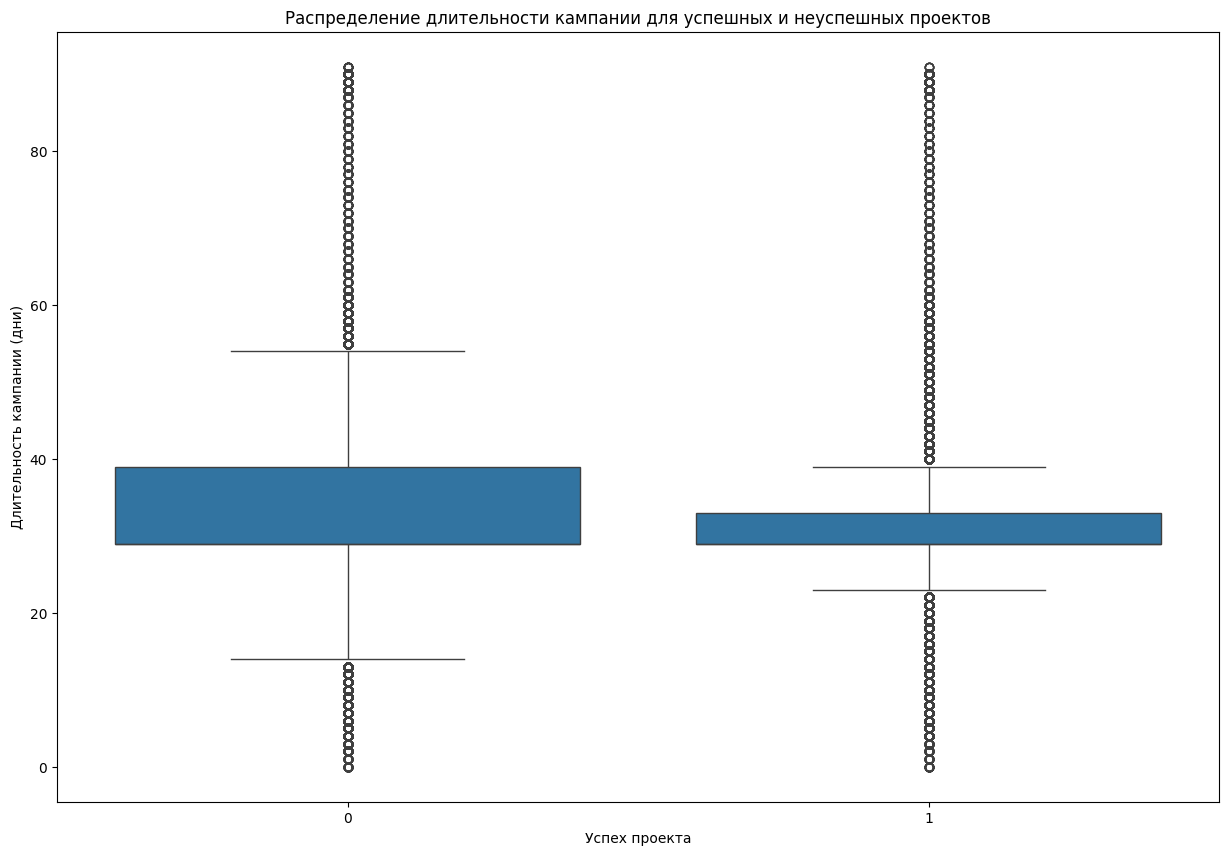 Распределение длительности кампании для успешных и неуспешных проектов
Длительность кампании (дни)
80
60
40
20
0
0
1
Успех проекта